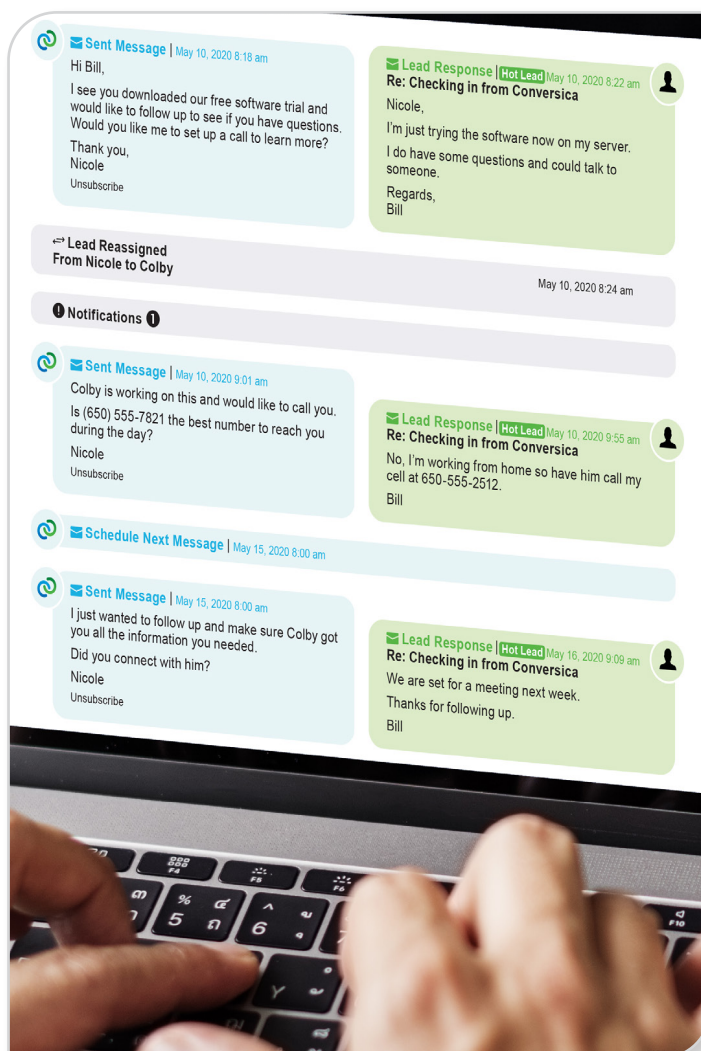 Sent Message | May 10, 2020 8:18 am
Hi Bill,
I see you downloaded our free software trial and
would like to follow up to see if you have questions.
Would you like me to set up a call to learn more?
Thank you,
Nicole
Unsubscribe
Lead Response | Hot Lead May 10, 2020 8:22 am
Re: Checking in from Conversica
Nicole,
I'm just trying the software now on my server.
I do have some questions and could talk to
someone.
Regards,
Bill
Lead Reassigned
From Nicole to Colby
May 10, 2020 8:24 am
Notifications 1
Sent Message | May 10, 2020 9:01 am
Colby is working on this and would like to call you.
Is (650) 555-7821 the best number to reach you
during the day?
Nicole
Unsubscribe
Lead Response | Hot Lead May 10, 2020 9:55 am
Re: Checking in from Conversica
No, I'm working from home so have him call my
cell at 650-555-2512.
Bill
Schedule Next Message | May 15, 2020 8:00 am
Sent Message | May 15, 2020 8:00 am
I just wanted to follow up and make sure Colby got
you all the information you needed.
Did you connect with him?
Nicole
Unsubscribe
Lead Response | Hot Lead May 16, 2020 9:09 am
Re: Checking in from Conversica
We are set for a meeting next week.
Thanks for following up.
Bill
F4
F5
F6
F10
% ๔
5 ถ
^ ู
6 ุ
Y ั